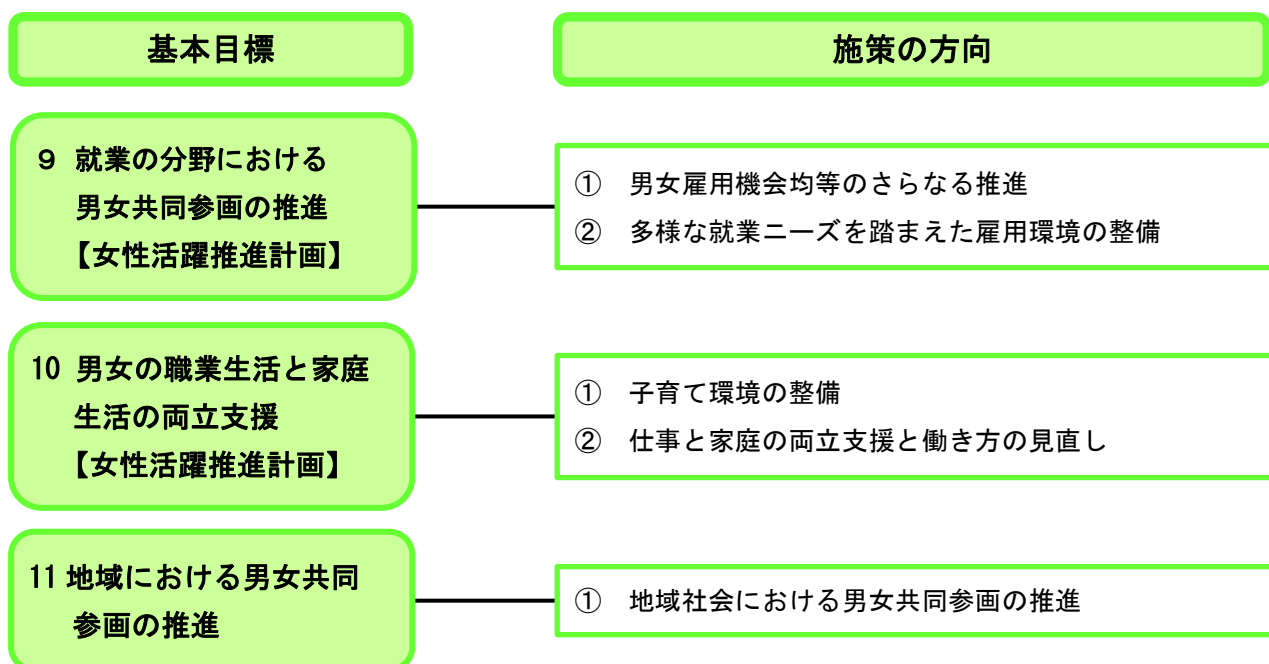 基本目標
施策の方向
９ 就業の分野における
男女共同参画の推進
【女性活躍推進計画】
① 男女雇用機会均等のさらなる推進
② 多様な就業ニーズを踏まえた雇用環境の整備
10 男女の職業生活と家庭
生活の両立支援
【女性活躍推進計画】
① 子育て環境の整備
② 仕事と家庭の両立支援と働き方の見直し
11 地域における男女共同
参画の推進
① 地域社会における男女共同参画の推進